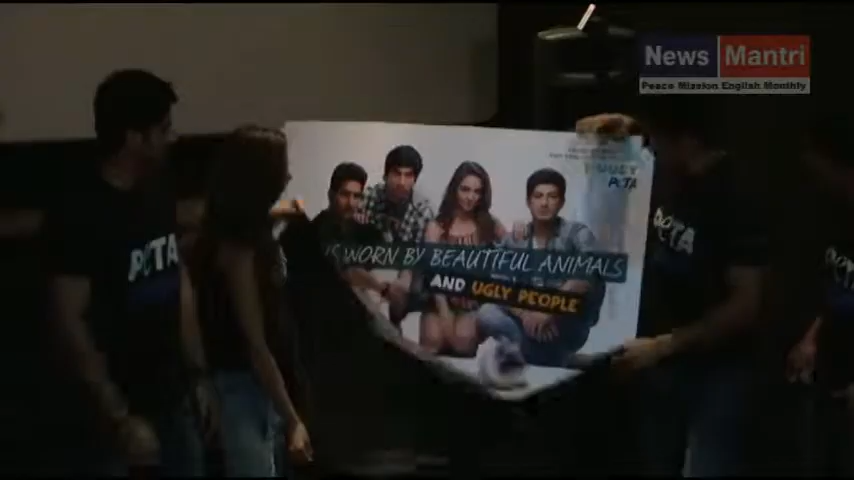 News Mantri
Peace Mission English Monthly
PETA
PETA
PETA
IS WORN BY BEAUTIFUL ANIMALS
AND UGLY PEOPLE